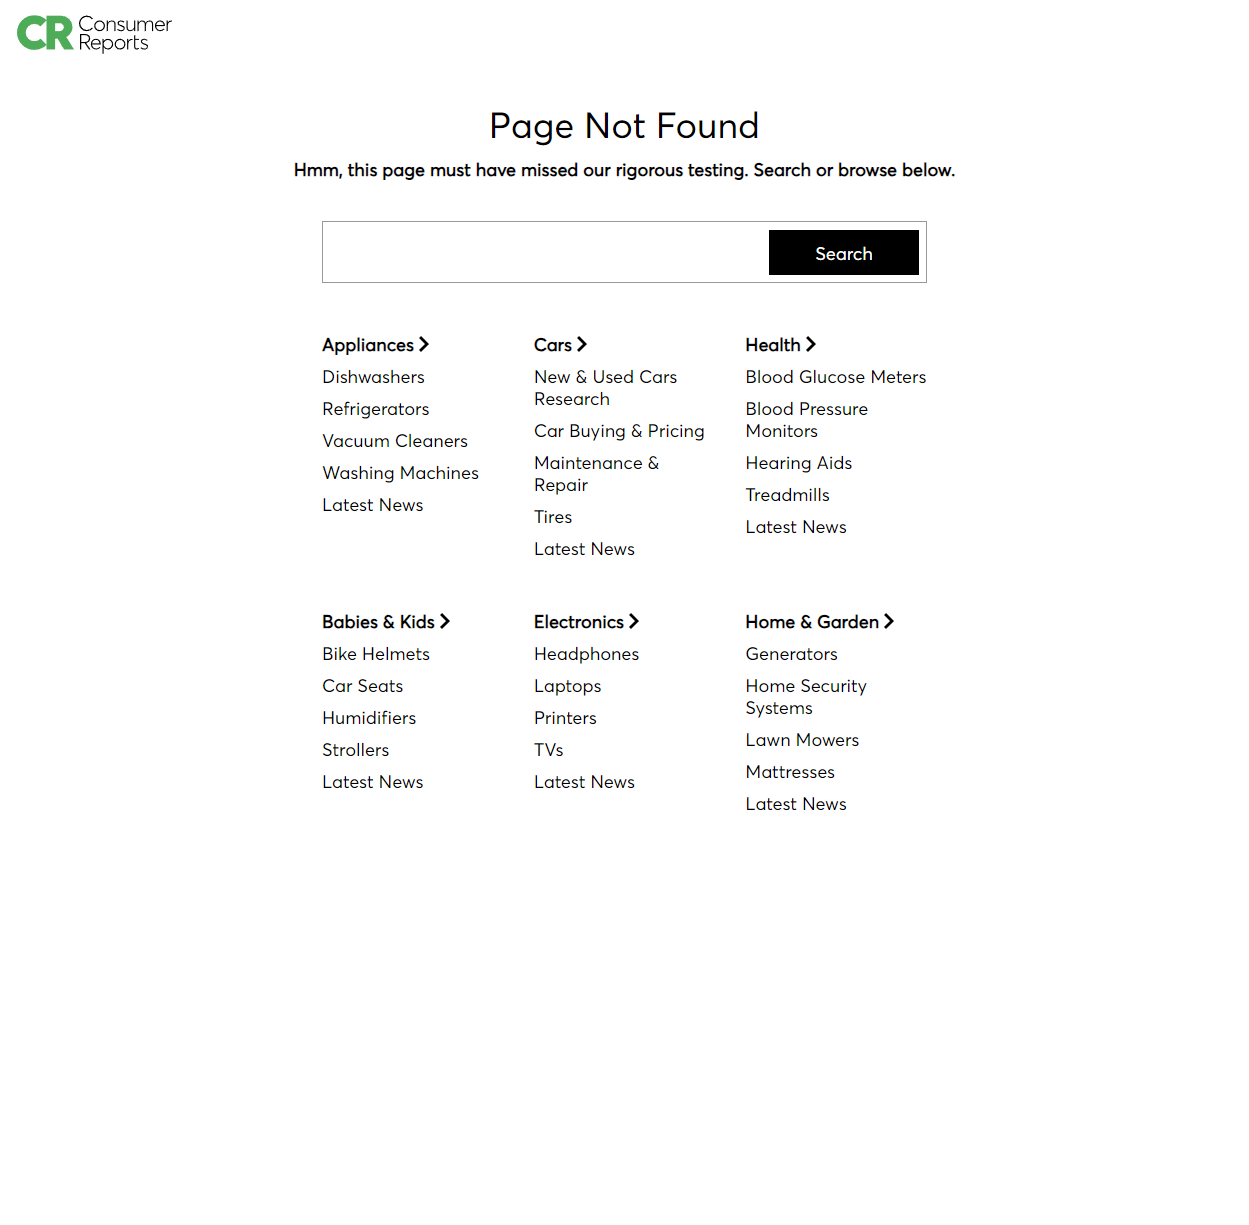 CR Consumer
Reports
Page Not Found
Hmm, this page must have missed our rigorous testing. Search or browse below.
Search
Appliances
Dishwashers
Refrigerators
Vacuum Cleaners
Washing Machines
Latest News
Cars
New & Used Cars
Research
Car Buying & Pricing
Maintenance &
Repair
Tires
Latest News
Health
Blood Glucose Meters
Blood Pressure
Monitors
Hearing Aids
Treadmills
Latest News
Babies & Kids
Bike Helmets
Car Seats
Humidifiers
Strollers
Latest News
Electronics
Headphones
Laptops
Printers
TVs
Latest News
Home & Garden
Generators
Home Security
Systems
Lawn Mowers
Mattresses
Latest News